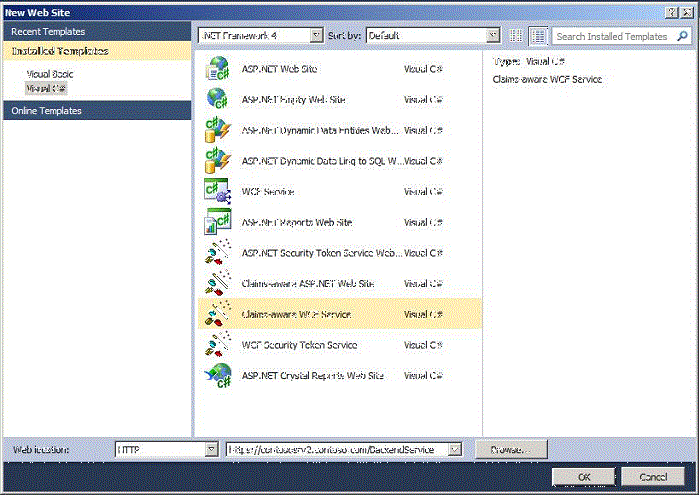 New Web Site
Recent Templates
Installed Templates
Visual Basic
Visual C#
Online Templates
.NET Framework 4
Sort by: Default
Search Installed Templates
ASP.NET Web Site Visual C#
ASP.NET Empty Web Site Visual C#
ASP.NET Dynamic Data Entities Web... Visual C#
ASP.NET Dynamic Data Linq to SQL W... Visual C#
WCF Service Visual C#
ASP.NET Reports Web Site Visual C#
ASP.NET Security Token Service Web... Visual C#
Claims-aware ASP.NET Web Site Visual C#
Claims-aware WCF Service Visual C#
WCF Security Token Service Visual C#
ASP.NET Crystal Reports Web Site Visual C#
Type: Visual C#
Claims-aware WCF Service
Web location: HTTP
https://contososrv2.contoso.com/BackendService
Browse...
OK
Cancel